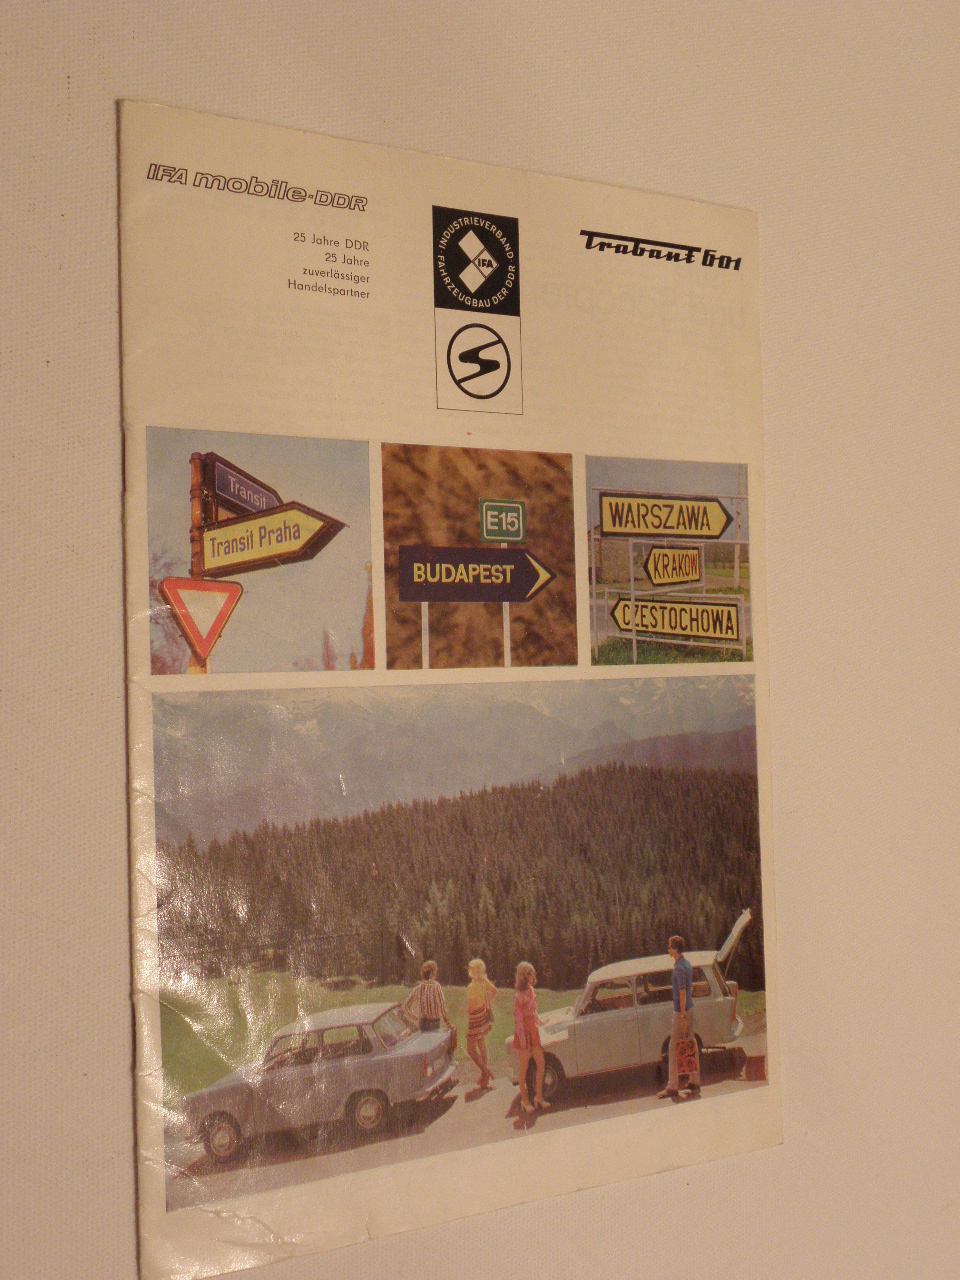 IFA mobile-DDR
25 Jahre DDR
25 Jahre
zuverlässiger
Handelspartner
INDUSTRIEVERBAND
FAHRZEUGBAU DER DDR
IFA
Trabant 601
Transit
Transit Praha
E15
BUDAPEST
WARSZAWA
KRAKOW
CZĘSTOCHOWA